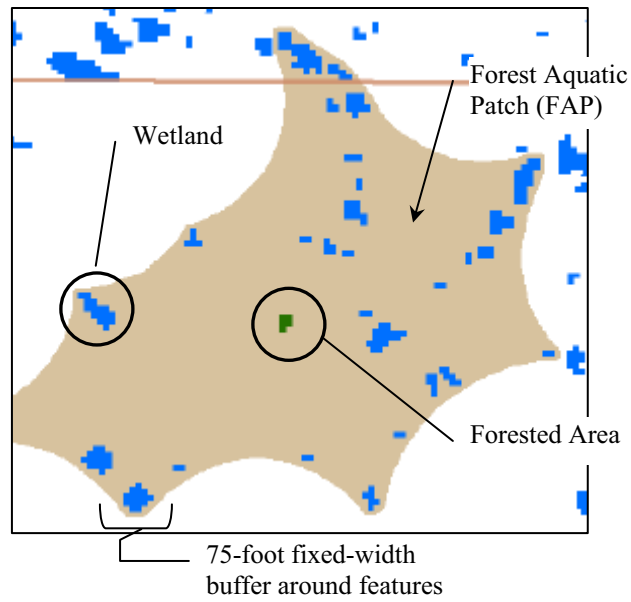 Forest Aquatic
Patch (FAP)
Wetland
Forested Area
75-foot fixed-width
buffer around features